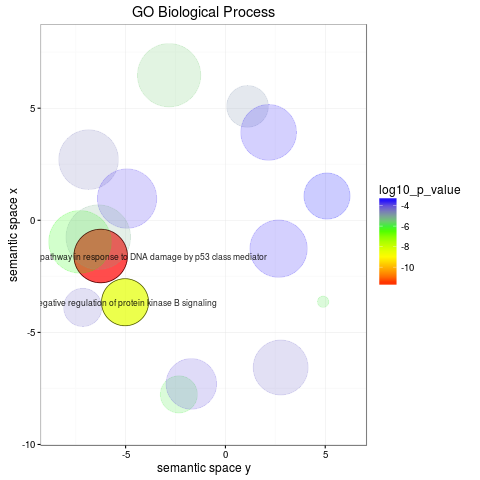 GO Biological Process
semantic space x
5
0
-5
-10
pathway in response to DNA damage by p53 class mediator
egative regulation of protein kinase B signaling
-5
0
5
semantic space y
log10_p_value
-4
-6
-8
-10